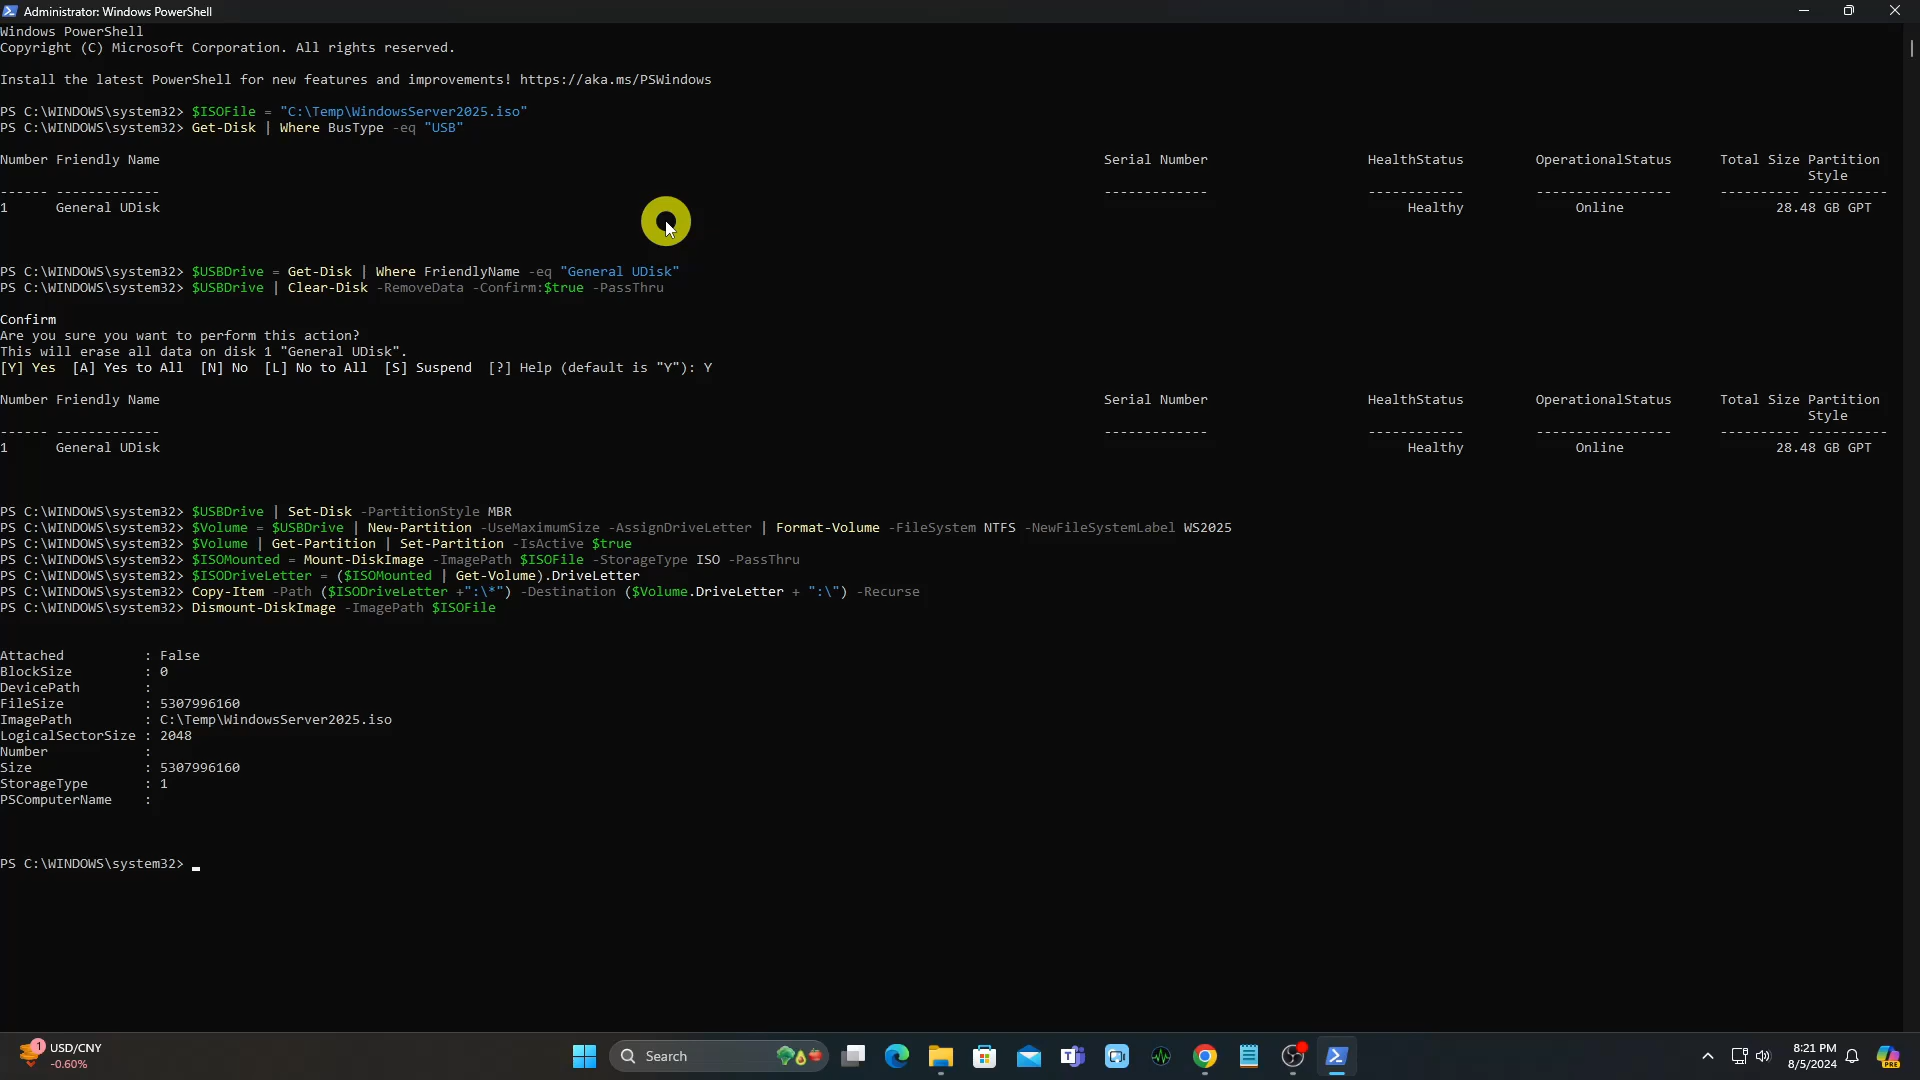 Administrator: Windows PowerShell
Windows PowerShell
Copyright (C) Microsoft Corporation. All rights reserved.
Install the latest PowerShell for new features and improvements! https://aka.ms/PSWindows
PS C:\WINDOWS\system32> $ISOFile = "C:\Temp\WindowsServer2025.iso"
PS C:\WINDOWS\system32> Get-Disk | Where BusType -eq "USB"
Number Friendly Name Serial Number HealthStatus OperationalStatus Total Size Partition
Style
------ ------------- ------------- ------------ ----------------- ---------- ----------
1 General UDisk Healthy Online 28.48 GB GPT
PS C:\WINDOWS\system32> $USBDrive = Get-Disk | Where FriendlyName -eq "General UDisk"
PS C:\WINDOWS\system32> $USBDrive | Clear-Disk -RemoveData -Confirm:$true -PassThru
Confirm
Are you sure you want to perform this action?
This will erase all data on disk 1 "General UDisk".
[Y] Yes [A] Yes to All [N] No [L] No to All [S] Suspend [?] Help (default is "Y"): Y
Number Friendly Name Serial Number HealthStatus OperationalStatus Total Size Partition
Style
------ ------------- ------------- ------------ ----------------- ---------- ----------
1 General UDisk Healthy Online 28.48 GB GPT
PS C:\WINDOWS\system32> $USBDrive | Set-Disk -PartitionStyle MBR
PS C:\WINDOWS\system32> $Volume = $USBDrive | New-Partition -UseMaximumSize -AssignDriveLetter | Format-Volume -FileSystem NTFS -NewFileSystemLabel WS2025
PS C:\WINDOWS\system32> $Volume | Get-Partition | Set-Partition -IsActive $true
PS C:\WINDOWS\system32> $ISOMounted = Mount-DiskImage -ImagePath $ISOFile -StorageType ISO -PassThru
PS C:\WINDOWS\system32> $ISODriveLetter = ($ISOMounted | Get-Volume).DriveLetter
PS C:\WINDOWS\system32> Copy-Item -Path ($ISODriveLetter +":\*") -Destination ($Volume.DriveLetter + ":\") -Recurse
PS C:\WINDOWS\system32> Dismount-DiskImage -ImagePath $ISOFile
Attached : False
BlockSize : 0
DevicePath :
FileSize : 5307996160
ImagePath : C:\Temp\WindowsServer2025.iso
LogicalSectorSize : 2048
Number :
Size : 5307996160
StorageType : 1
PSComputerName :
PS C:\WINDOWS\system32>
1
USD/CNY
-0.60%
Search
8:21 PM
8/5/2024
PRE